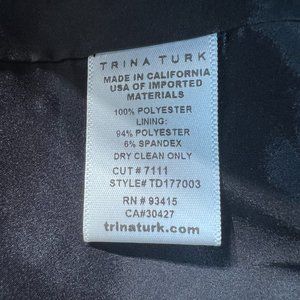 TRINA TURK
MADE IN CALIFORNIA
USA OF IMPORTED
MATERIALS
100% POLYESTER
LINING:
94% POLYESTER
6% SPANDEX
DRY CLEAN ONLY
CUT # 7111
STYLE# TD177003
RN # 93415
CA#30427
trinaturk.com